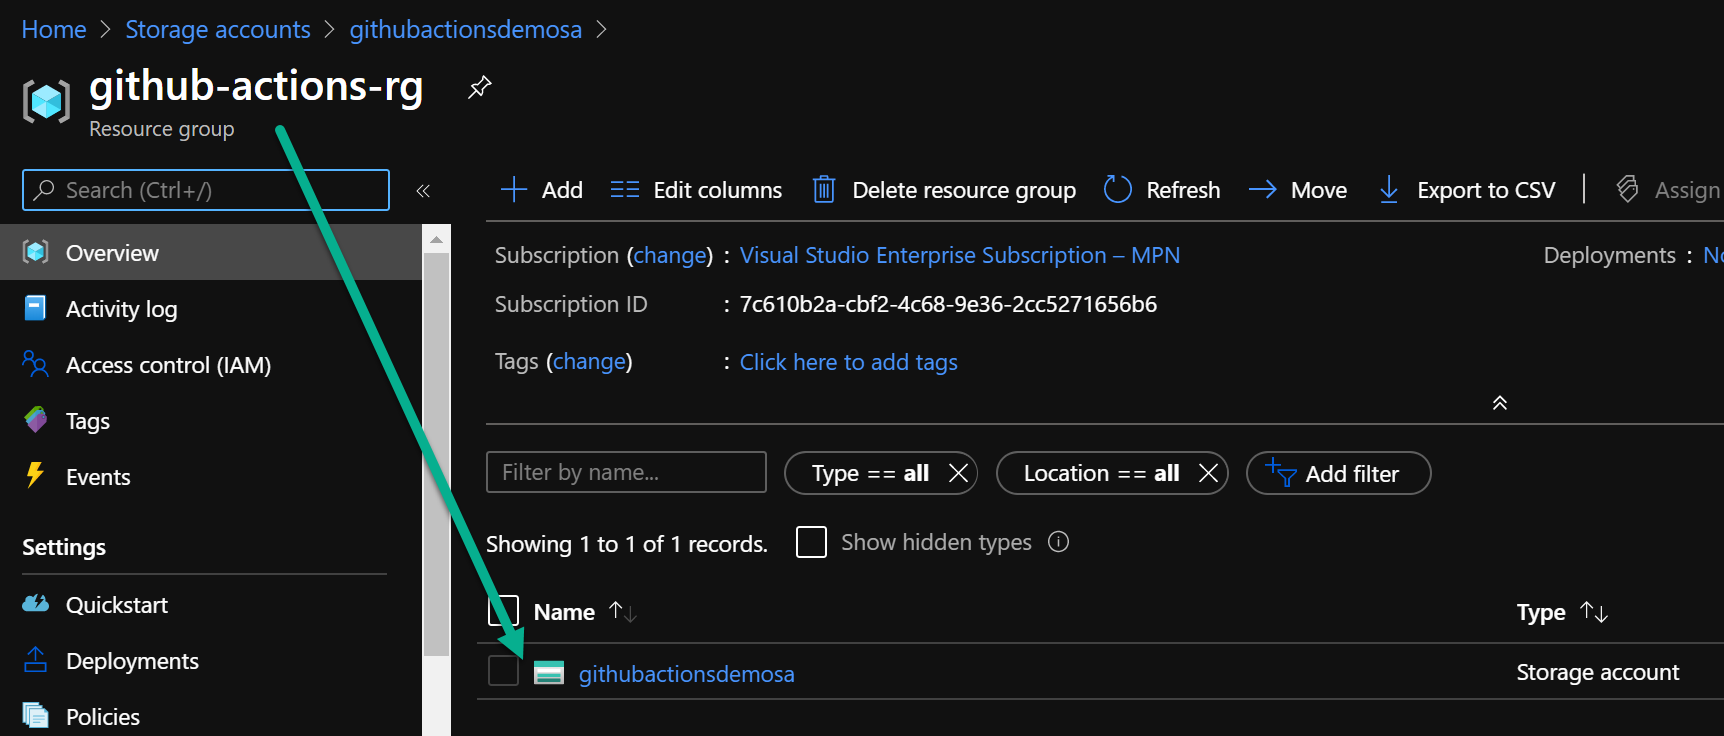 Home > Storage accounts > githubactionsdemosa >
github-actions-rg
Resource group
Search (Ctrl+/)
«
Overview
Activity log
Access control (IAM)
Tags
Events
Settings
Quickstart
Deployments
Policies
Add Edit columns Delete resource group Refresh Move Export to CSV | Assign
Subscription (change) : Visual Studio Enterprise Subscription – MPN
Deployments :
Subscription ID : 7c610b2a-cbf2-4c68-9e36-2cc5271656b6
Tags (change) : Click here to add tags
Filter by name...
Type == all
Location == all
Add filter
Showing 1 to 1 of 1 records.
Show hidden types
Name ↑↓ Type ↑↓
githubactionsdemosa Storage account